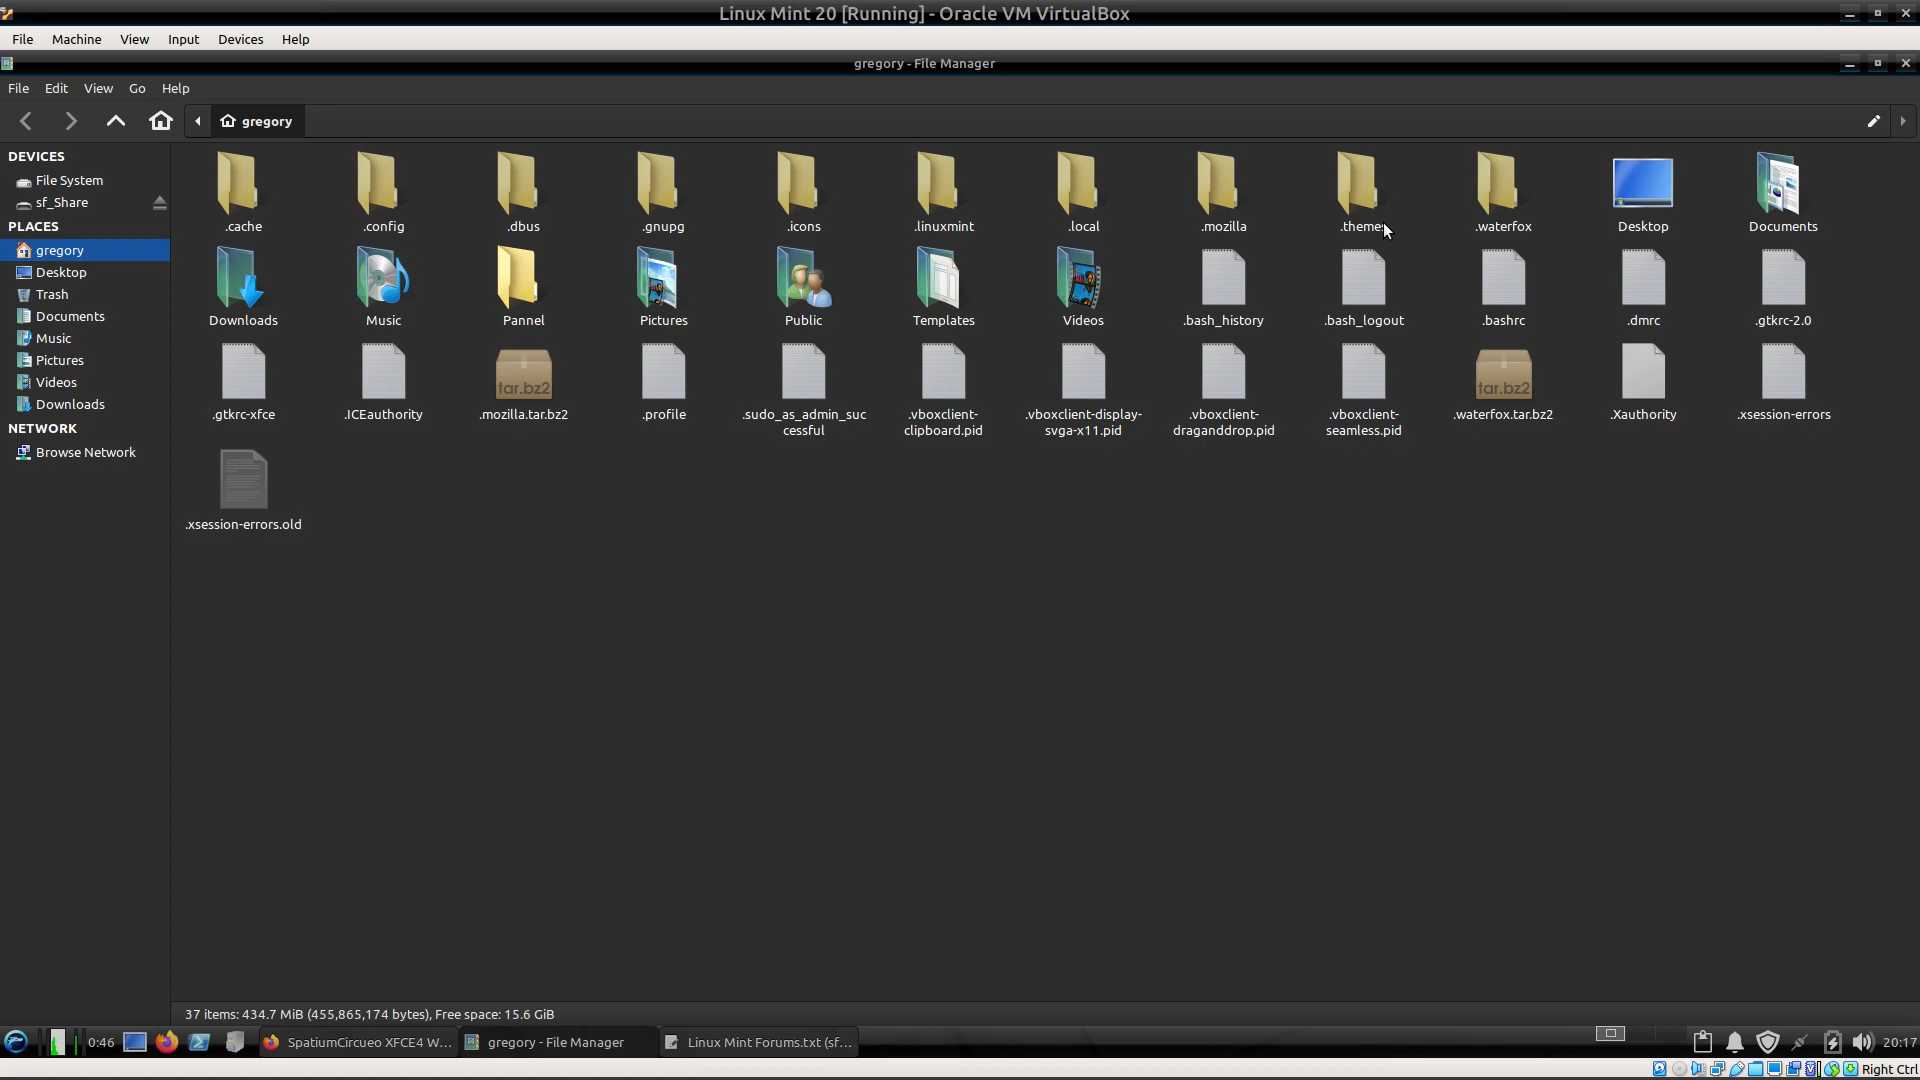 Linux Mint 20 [Running] - Oracle VM VirtualBox
File Machine View Input Devices Help
gregory - File Manager
File Edit View Go Help
gregory
DEVICES
File System
sf_Share
PLACES
gregory
Desktop
Trash
Documents
Music
Pictures
Videos
Downloads
NETWORK
Browse Network
.cache .config .dbus .gnupg .icons .linuxmint .local .mozilla .themes .waterfox Desktop Documents
Downloads Music Pannel Pictures Public Templates Videos .bash_history .bash_logout .bashrc .dmrc .gtkrc-2.0
tar.bz2 tar.bz2
.gtkrc-xfce .ICEauthority .mozilla.tar.bz2 .profile .sudo_as_admin_suc .vboxclient- .vboxclient-display- .vboxclient- .vboxclient- .waterfox.tar.bz2 .Xauthority .xsession-errors
cessful clipboard.pid svga-x11.pid draganddrop.pid seamless.pid
.xsession-errors.old
37 items: 434.7 MiB (455,865,174 bytes), Free space: 15.6 GiB
0:46 SpatiumCircueo XFCE4 W... gregory - File Manager Linux Mint Forums.txt (sf... 20:17
Right Ctrl